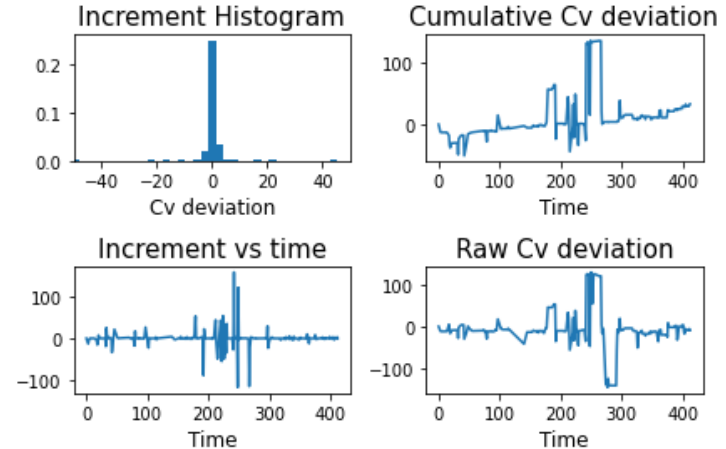 Increment Histogram
0.2
0.1
0.0
−40 −20 0 20 40
Cv deviation
Cumulative Cv deviation
100
0
0 100 200 300 400
Time
Increment vs time
100
0
−100
0 100 200 300 400
Time
Raw Cv deviation
100
0
−100
0 100 200 300 400
Time